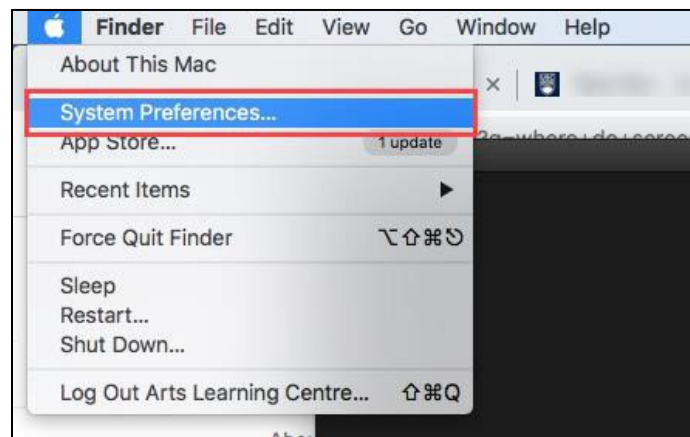 Finder File Edit View Go Window Help
About This Mac
System Preferences...
App Store... 1 update
Recent Items
Force Quit Finder ⌥⇧⌘⎋
Sleep
Restart...
Shut Down...
Log Out Arts Learning Centre... ⇧⌘Q